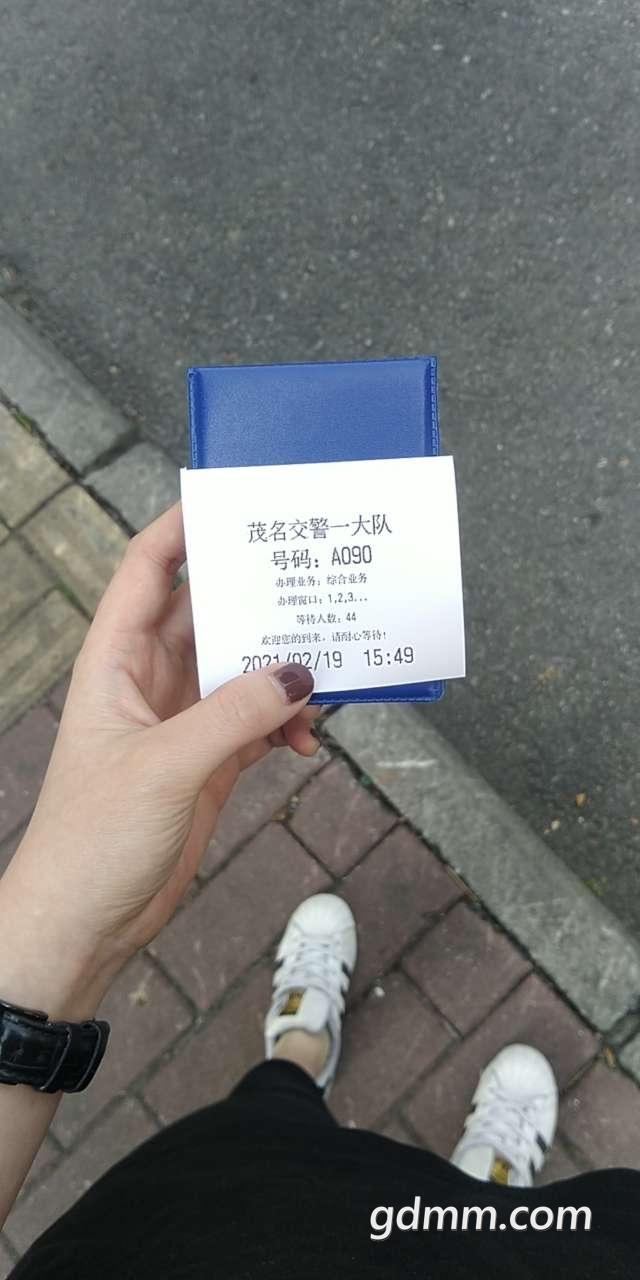 茂名交警一大队
号码：A090
办理业务：综合业务
办理窗口：1,2,3...
等待人数：44
欢迎您的到来，请耐心等待!
2021/02/19 15:49
gdmm.com